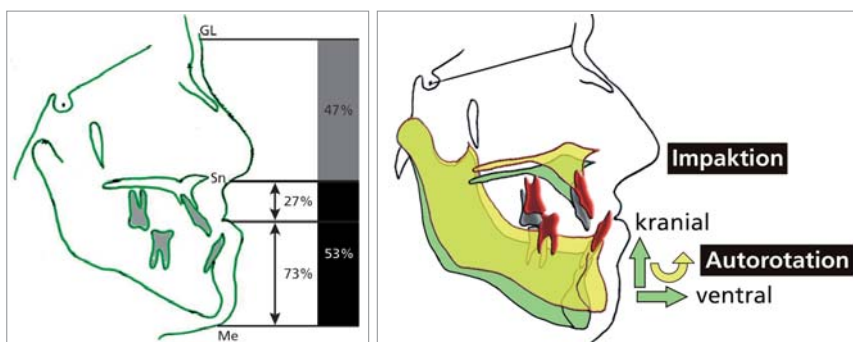 GL
47%
Sn
27%
53%
73%
Me
Impaktion
kranial
Autorotation
ventral